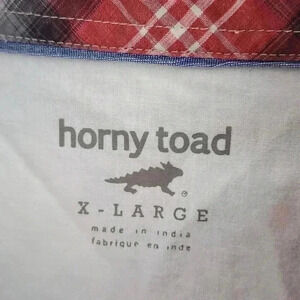 horny toad
®
X-LARGE
made in india
fabriqué en inde